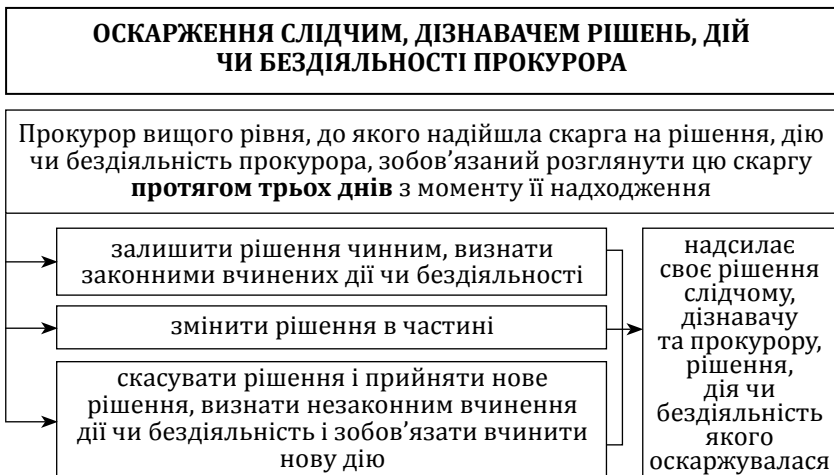 ОСКАРЖЕННЯ СЛІДЧИМ, ДІЗНАВАЧЕМ РІШЕНЬ, ДІЙ
ЧИ БЕЗДІЯЛЬНОСТІ ПРОКУРОРА
Прокурор вищого рівня, до якого надійшла скарга на рішення, дію
чи бездіяльність прокурора, зобов’язаний розглянути цю скаргу
протягом трьох днів з моменту її надходження
залишити рішення чинним, визнати
законними вчинених дії чи бездіяльності
змінити рішення в частині
скасувати рішення і прийняти нове
рішення, визнати незаконним вчинення
дії чи бездіяльність і зобов’язати вчинити
нову дію
надсилає
своє рішення
слідчому,
дізнавачу
та прокурору,
рішення,
дія чи
бездіяльність
якого
оскаржувалася